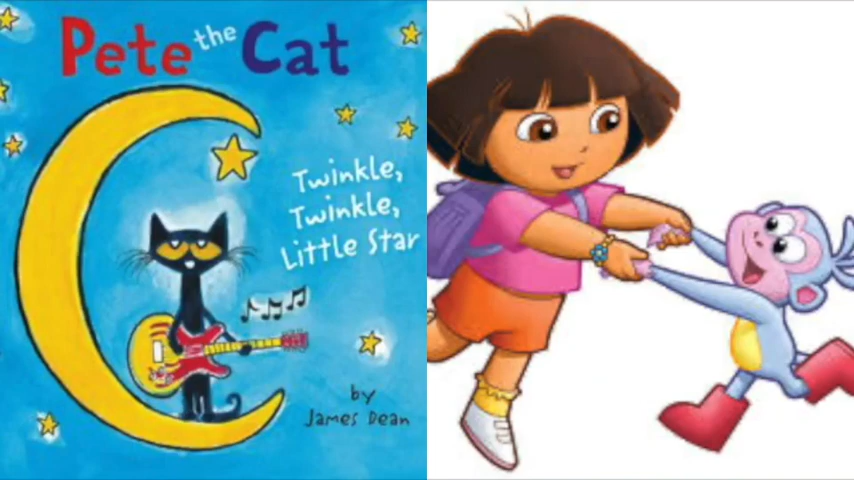 Pete the Cat
Twinkle,
Twinkle,
Little Star
by
James Dean